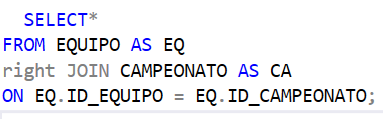 SELECT*
FROM EQUIPO AS EQ
right JOIN CAMPEONATO AS CA
ON EQ.ID_EQUIPO = EQ.ID_CAMPEONATO;